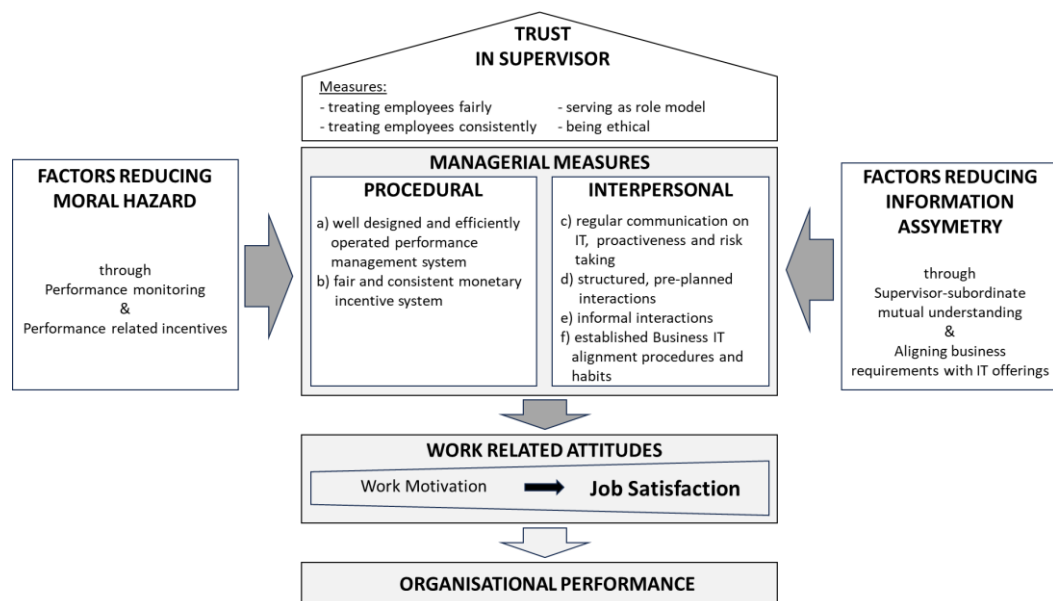 TRUST
IN SUPERVISOR
Measures:
- treating employees fairly
- treating employees consistently
- serving as role model
- being ethical
FACTORS REDUCING
MORAL HAZARD
through
Performance monitoring
&
Performance related incentives
MANAGERIAL MEASURES
PROCEDURAL
a) well designed and efficiently
operated performance
management system
b) fair and consistent monetary
incentive system
INTERPERSONAL
c) regular communication on
IT, proactiveness and risk
taking
d) structured, pre-planned
interactions
e) informal interactions
f) established Business IT
alignment procedures and
habits
FACTORS REDUCING
INFORMATION
ASSYMETRY
through
Supervisor-subordinate
mutual understanding
&
Aligning business
requirements with IT offerings
WORK RELATED ATTITUDES
Work Motivation
Job Satisfaction
ORGANISATIONAL PERFORMANCE